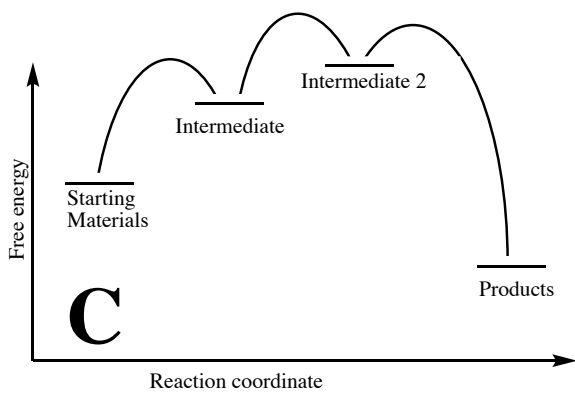 Intermediate 2
Intermediate
Starting
Materials
Free energy
Products
C
Reaction coordinate